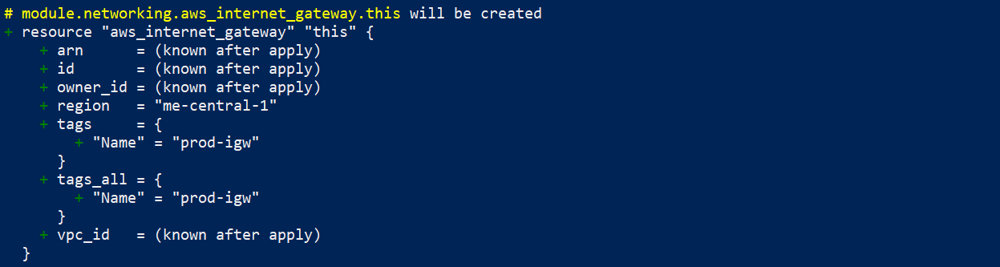 # module.networking.aws_internet_gateway.this will be created
+ resource "aws_internet_gateway" "this" {
    + arn      = (known after apply)
    + id       = (known after apply)
    + owner_id = (known after apply)
    + region   = "me-central-1"
    + tags     = {
        + "Name" = "prod-igw"
      }
    + tags_all = {
        + "Name" = "prod-igw"
      }
    + vpc_id   = (known after apply)
  }